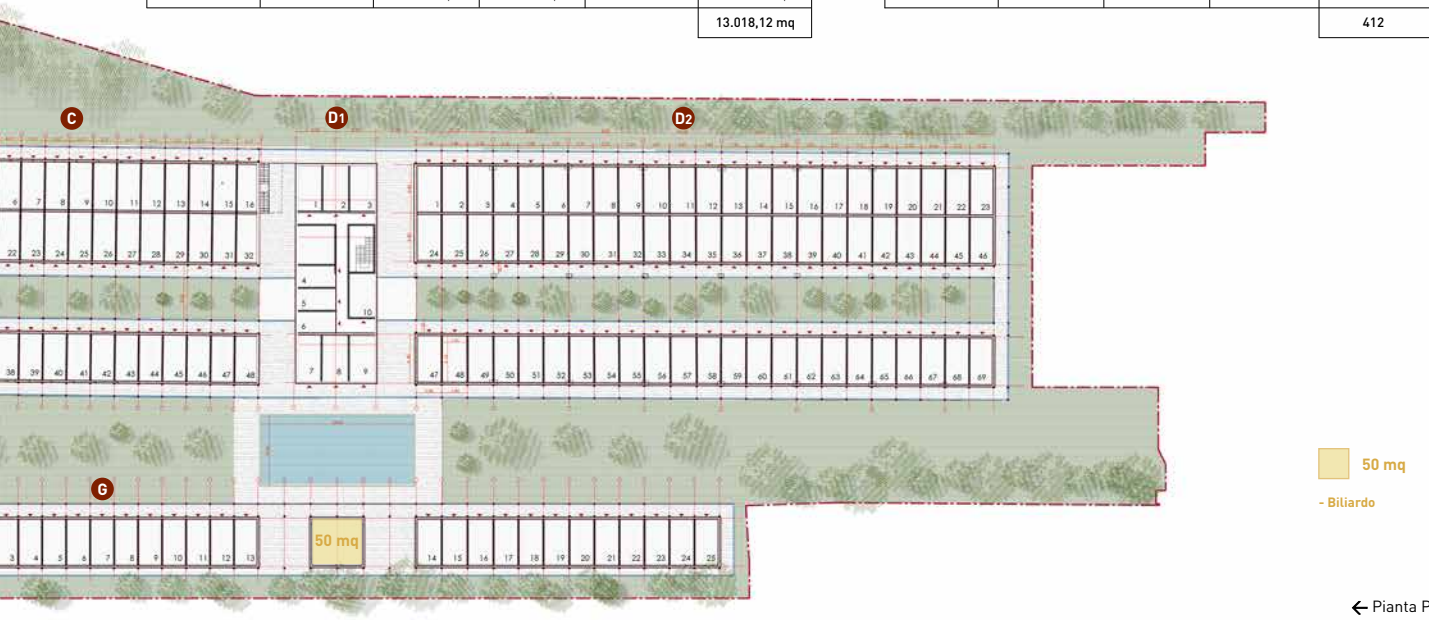 13.018,12 mq
412
C
D1
D2
6 7 8 9 10 11 12 13 14 15 16
1 2 3
1 2 3 4 5 6 7 8 9 10 11 12 13 14 15 16 17 18 19 20 21 22 23
22 23 24 25 26 27 28 29 30 31 32
24 25 26 27 28 29 30 31 32 33 34 35 36 37 38 39 40 41 42 43 44 45 46
4
5
10
6
38 39 40 41 42 43 44 45 46 47 48
7 8 9
47 48 49 50 51 52 53 54 55 56 57 58 59 60 61 62 63 64 65 66 67 68 69
50 mq
- Biliardo
G
3 4 5 6 7 8 9 10 11 12 13
50 mq
14 15 16 17 18 19 20 21 22 23 24 25
← Pianta P